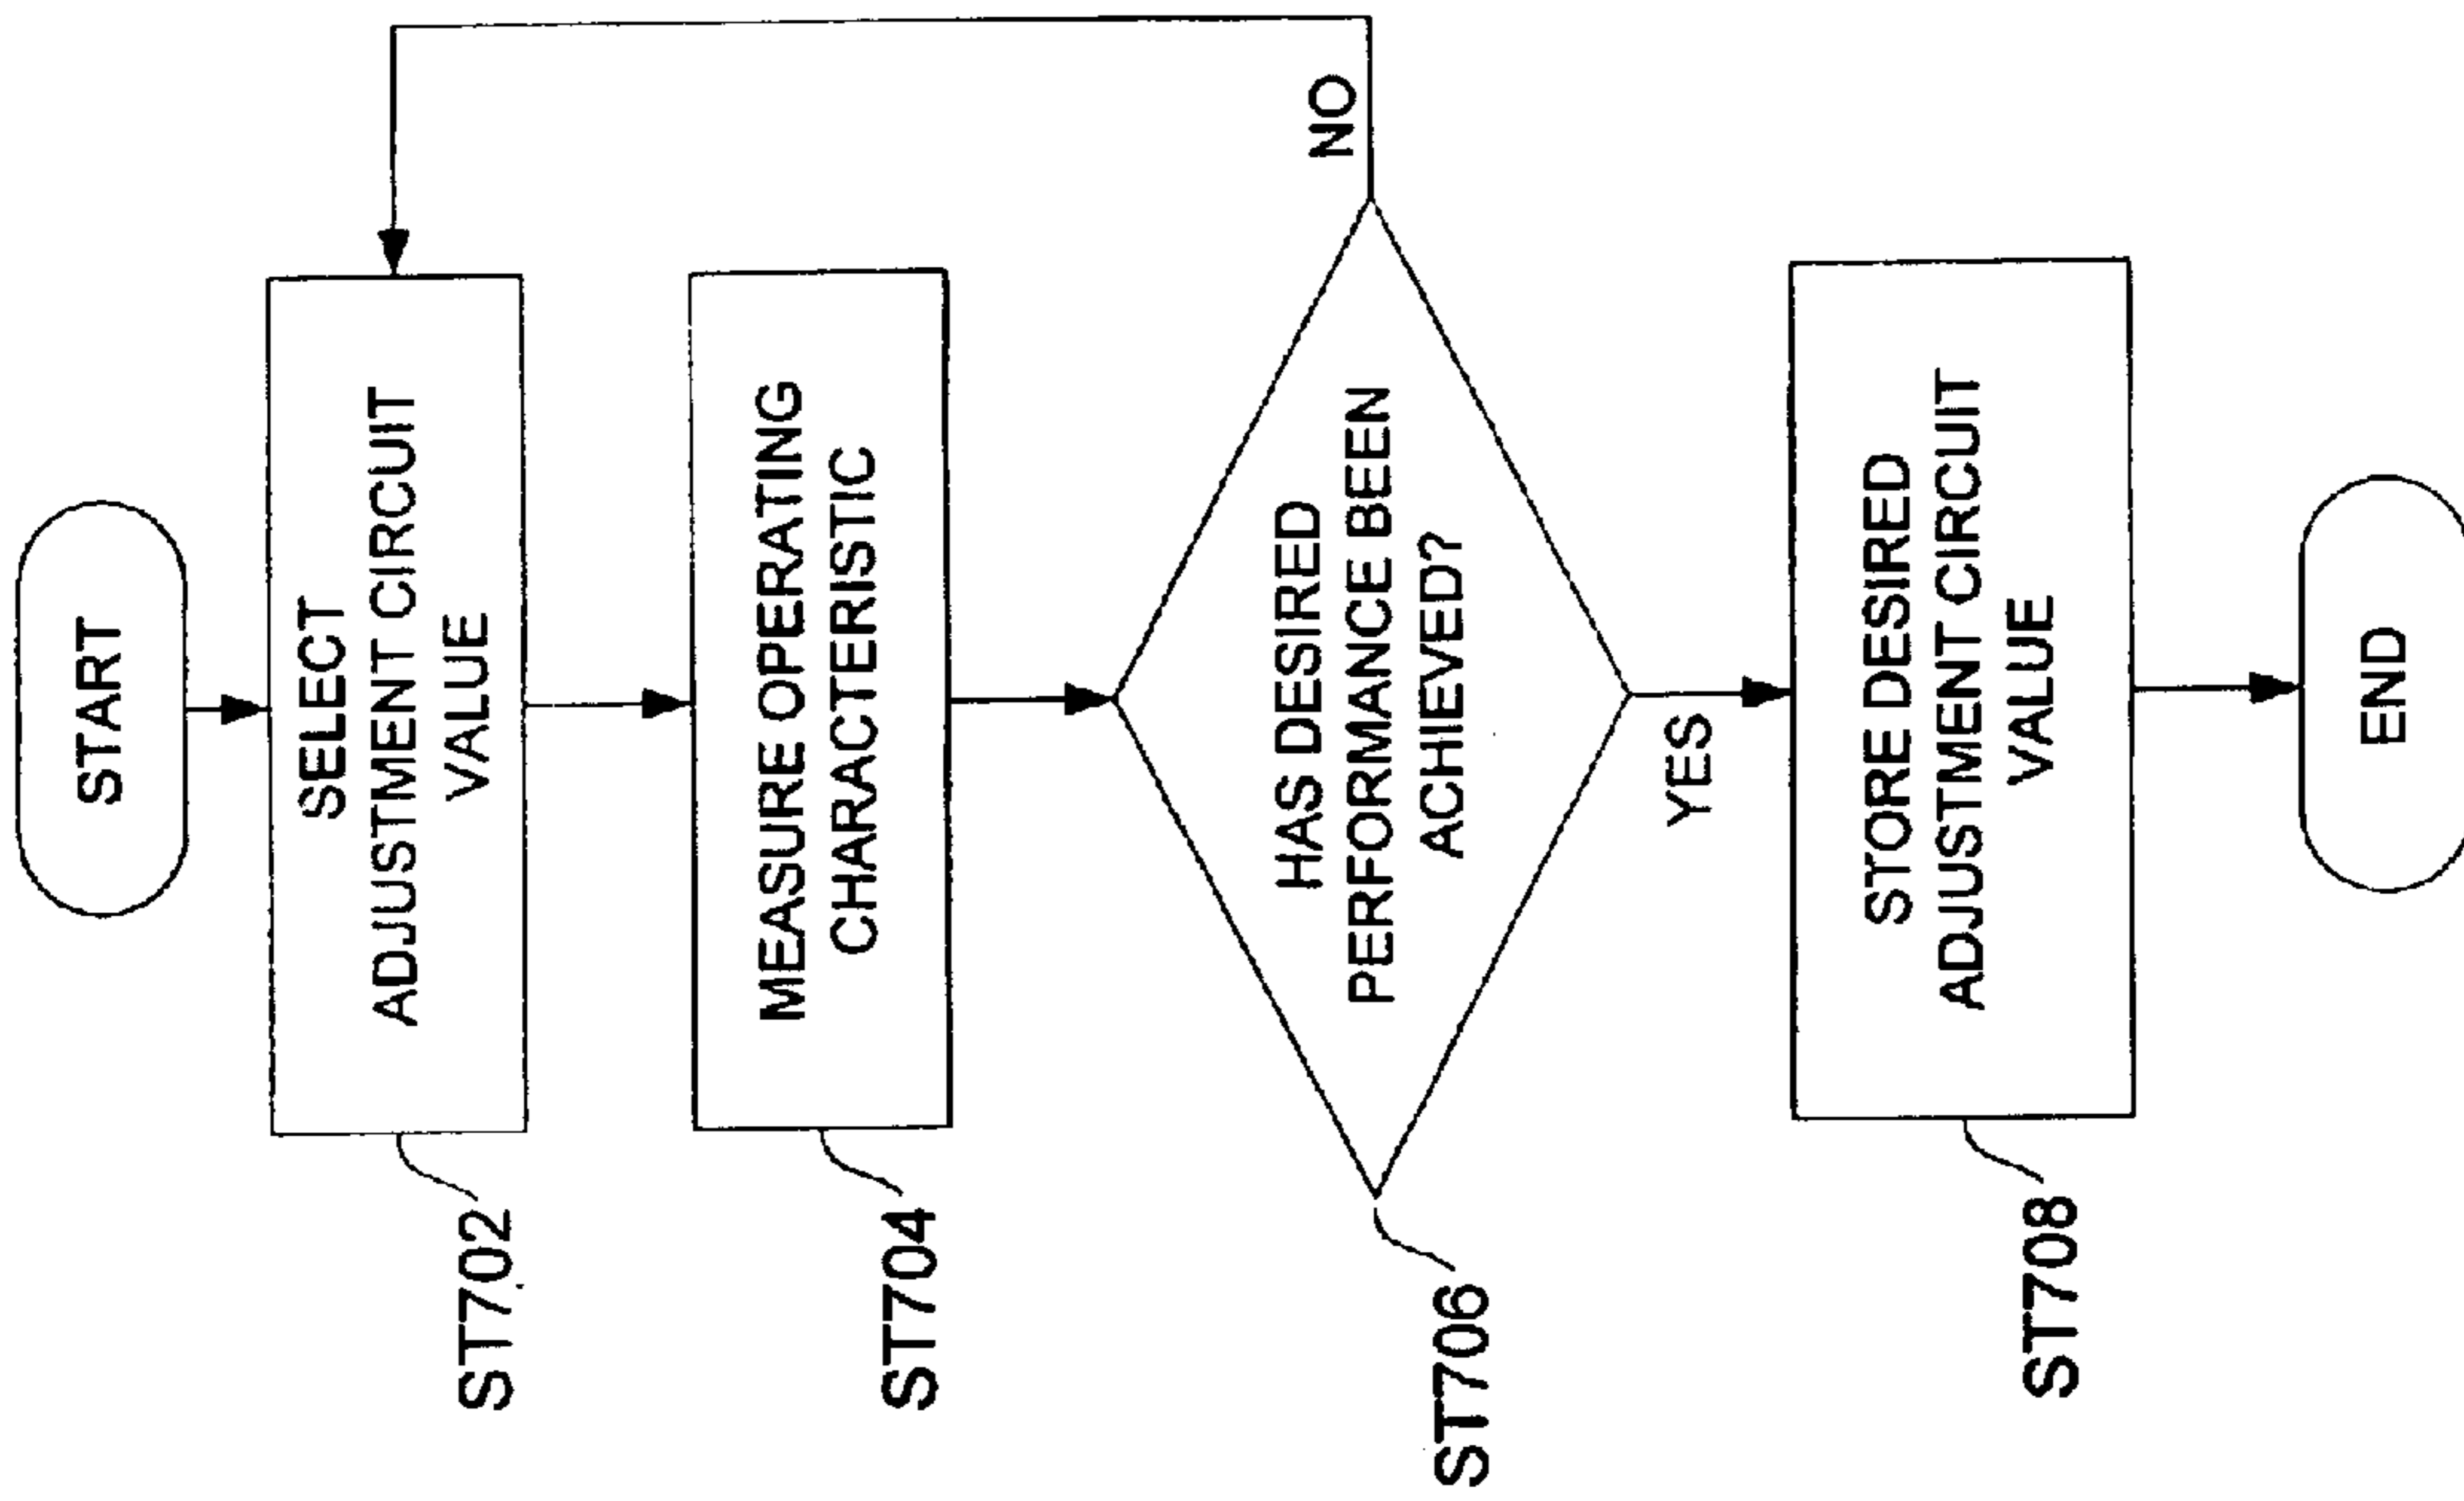 START
SELECT
ADJUSTMENT CIRCUIT
VALUE
ST702
MEASURE OPERATING
CHARACTERISTIC
ST704
HAS DESIRED
PERFORMANCE BEEN
ACHIEVED?
NO
ST706
YES
STORE DESIRED
ADJUSTMENT CIRCUIT
VALUE
ST708
END